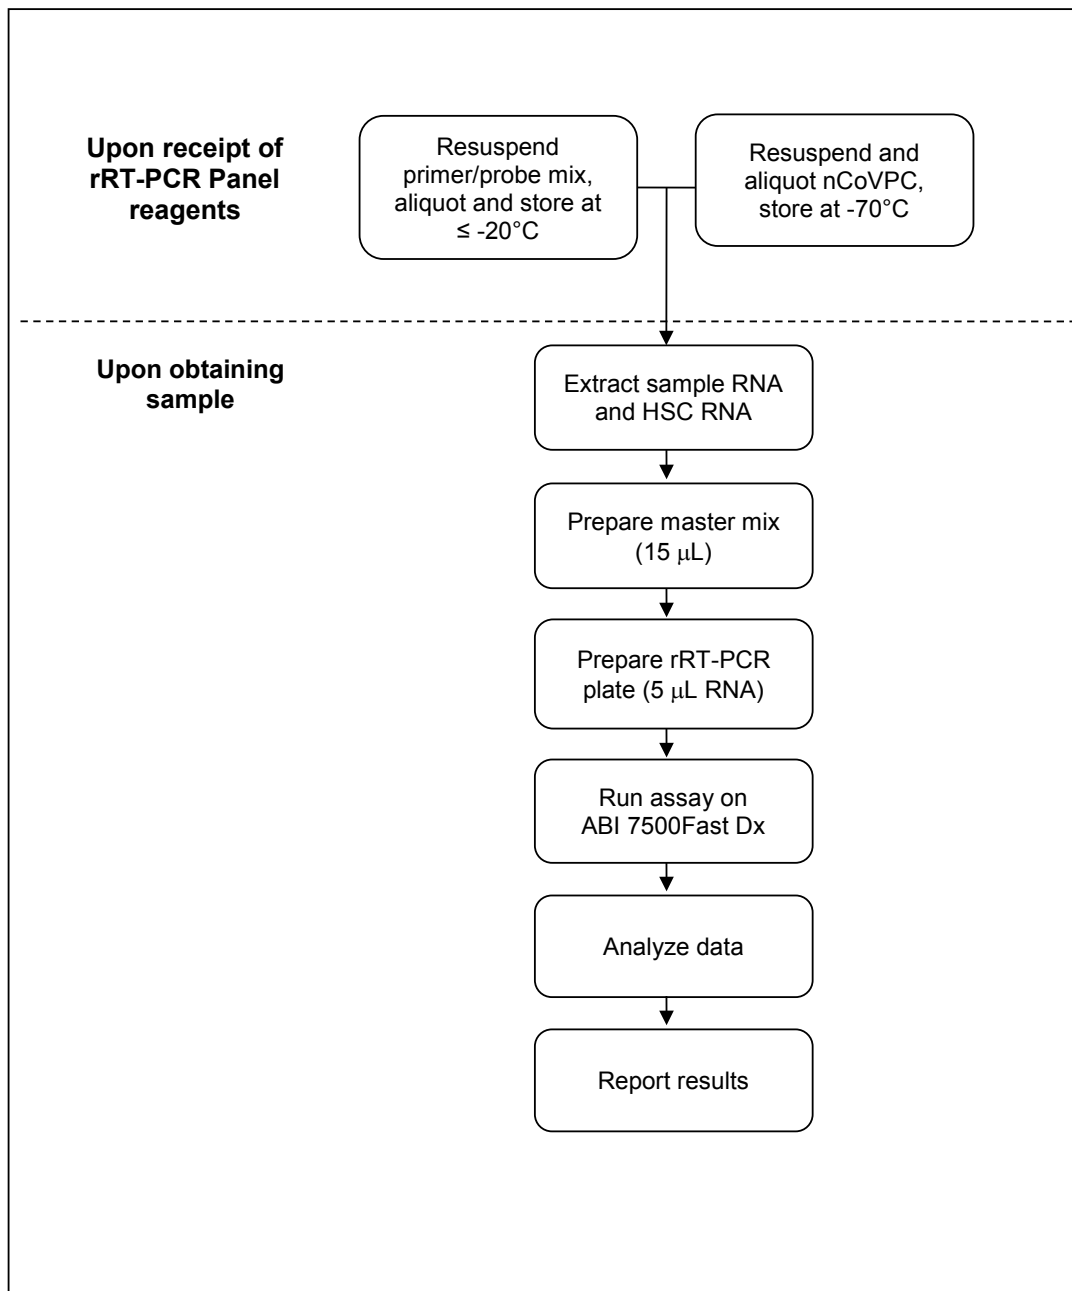 Upon receipt of
rRT-PCR Panel
reagents
Resuspend
primer/probe mix,
aliquot and store at
≤ -20°C
Resuspend and
aliquot nCoVPC,
store at -70°C
Upon obtaining
sample
Extract sample RNA
and HSC RNA
Prepare master mix
(15 μL)
Prepare rRT-PCR
plate (5 μL RNA)
Run assay on
ABI 7500Fast Dx
Analyze data
Report results